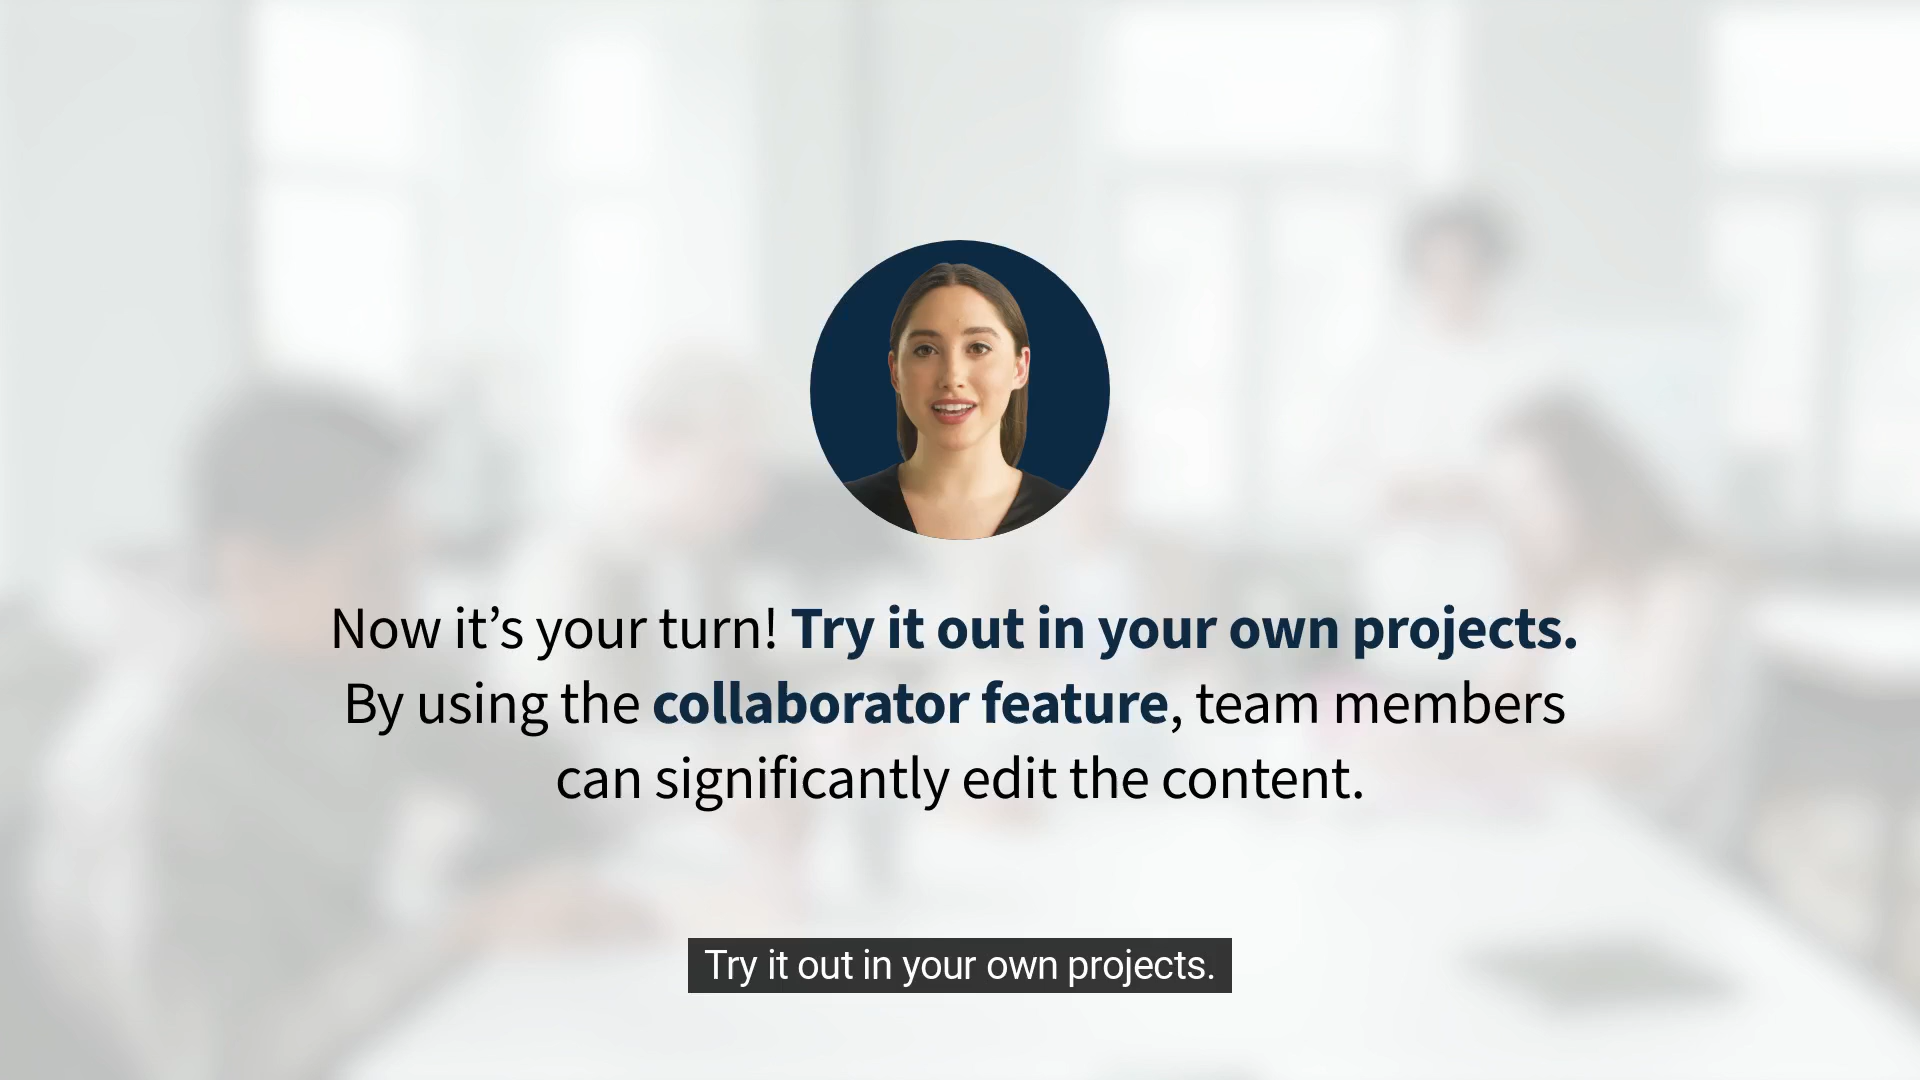 Now it’s your turn! Try it out in your own projects.
By using the collaborator feature, team members
can significantly edit the content.
Try it out in your own projects.